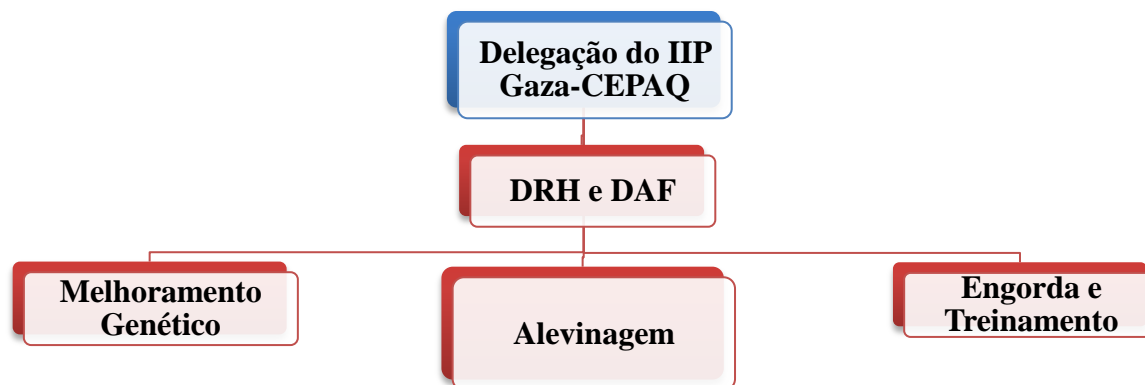 Delegação do IIP
Gaza-CEPAQ
DRH e DAF
Melhoramento
Genético
Alevinagem
Engorda e
Treinamento